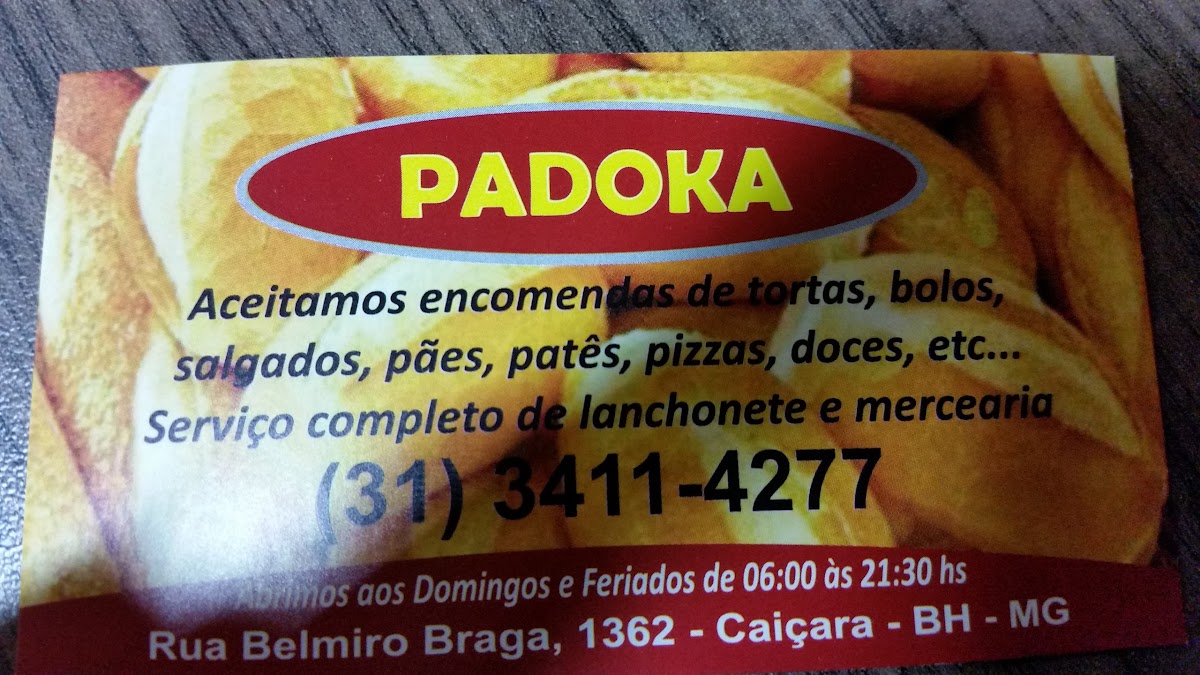 PADOKA
Aceitamos encomendas de tortas, bolos,
salgados, pães, patês, pizzas, doces, etc...
Serviço completo de lanchonete e mercearia
(31) 3411-4277
Abrimos aos Domingos e Feriados de 06:00 às 21:30 hs
Rua Belmiro Braga, 1362 - Caiçara - BH - MG